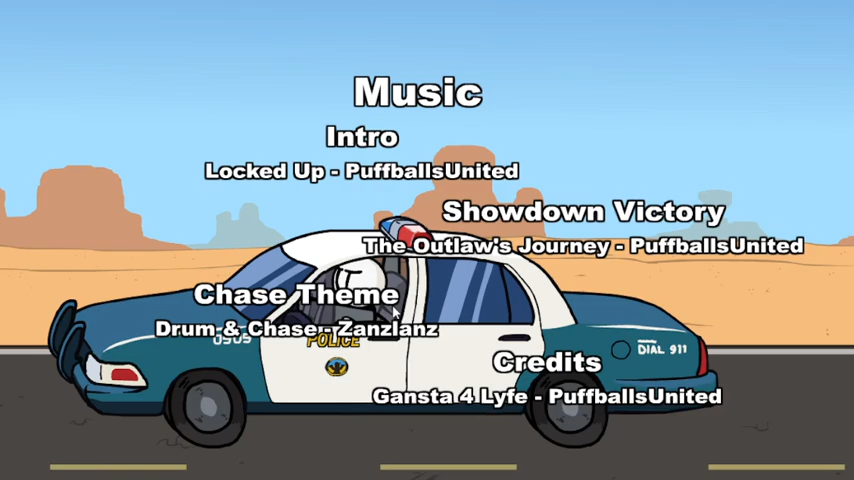 Music
Intro
Locked Up - PuffballsUnited
Showdown Victory
The Outlaw's Journey - PuffballsUnited
Chase Theme
Drum & Chase - Zanzlanz
0505
POLICE
DIAL 911
Credits
Gansta 4 Lyfe - PuffballsUnited